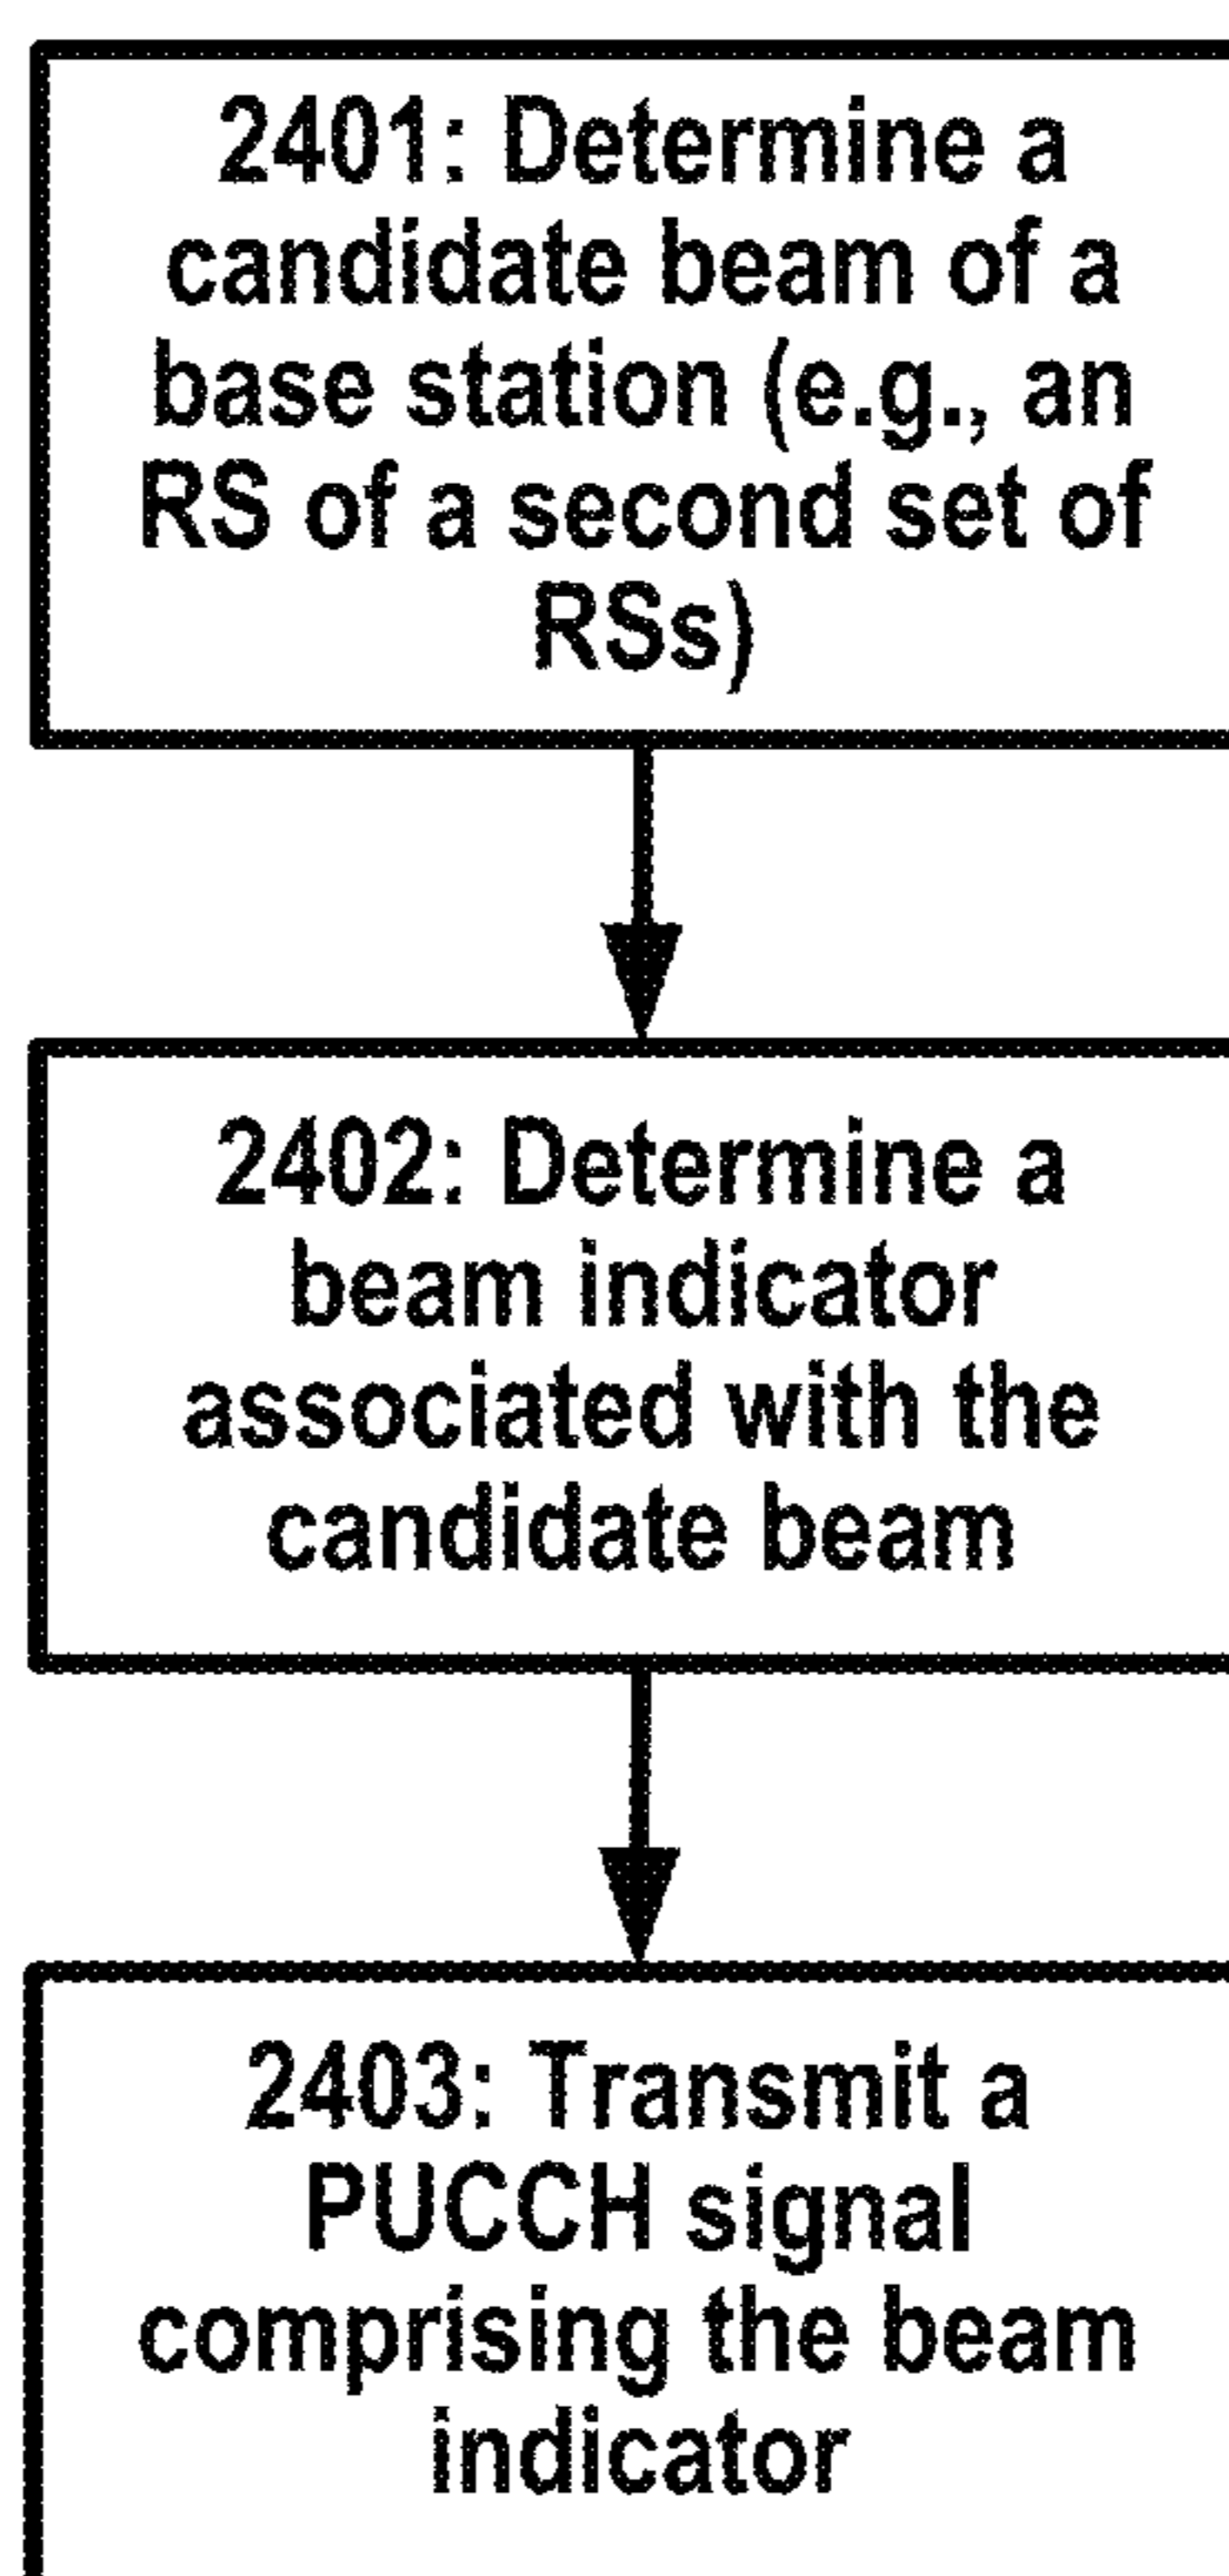 2401: Determine a
candidate beam of a
base station (e.g., an
RS of a second set of
RSs)
2402: Determine a
beam indicator
associated with the
candidate beam
2403: Transmit a
PUCCH signal
comprising the beam
indicator